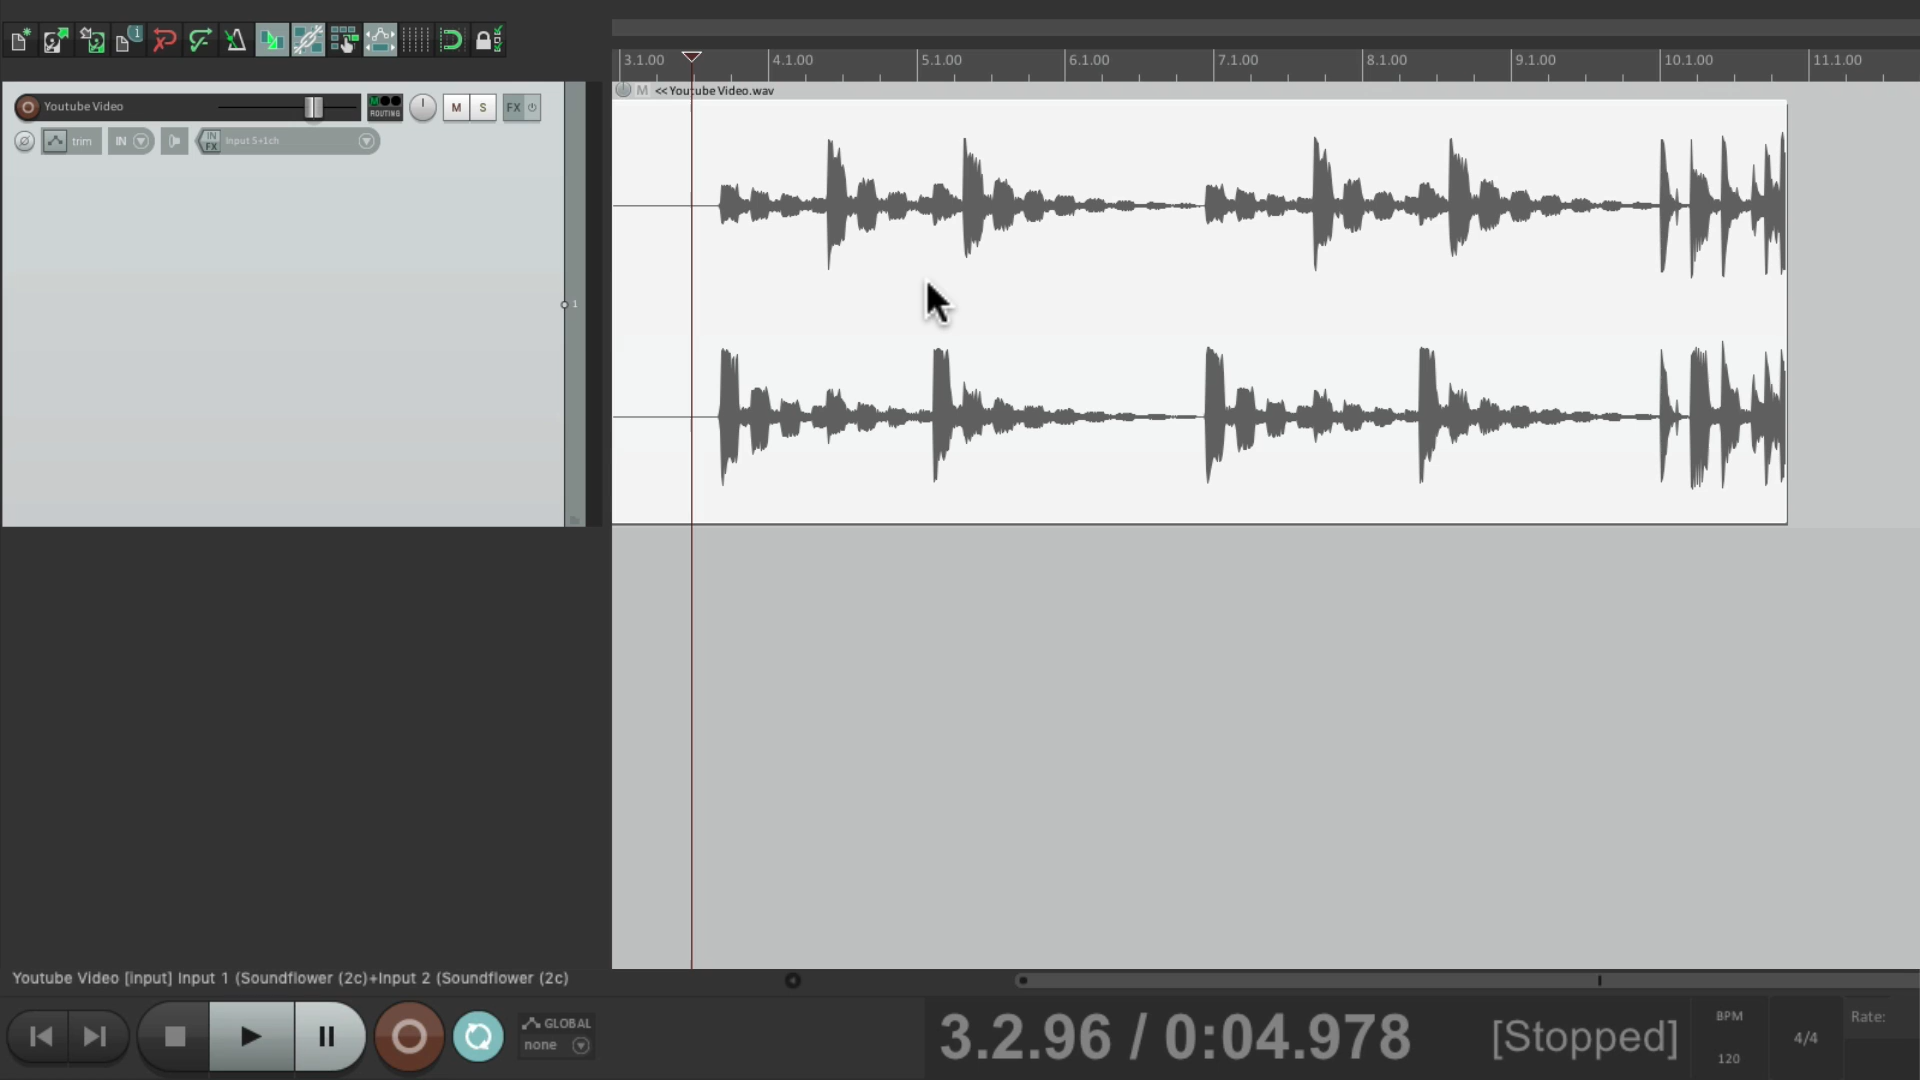 3.1.00 4.1.00 5.1.00 6.1.00 7.1.00 8.1.00 9.1.00 10.1.00 11.1.00
M <<Youtube Video.wav
Youtube Video M ROUTING M S FX
trim IN IN FX Input 5+1ch
1
Youtube Video [input] Input 1 (Soundflower (2c)+Input 2 (Soundflower (2c)
GLOBAL
none
3.2.96 / 0:04.978 [Stopped]
BPM
120
4/4
Rate: